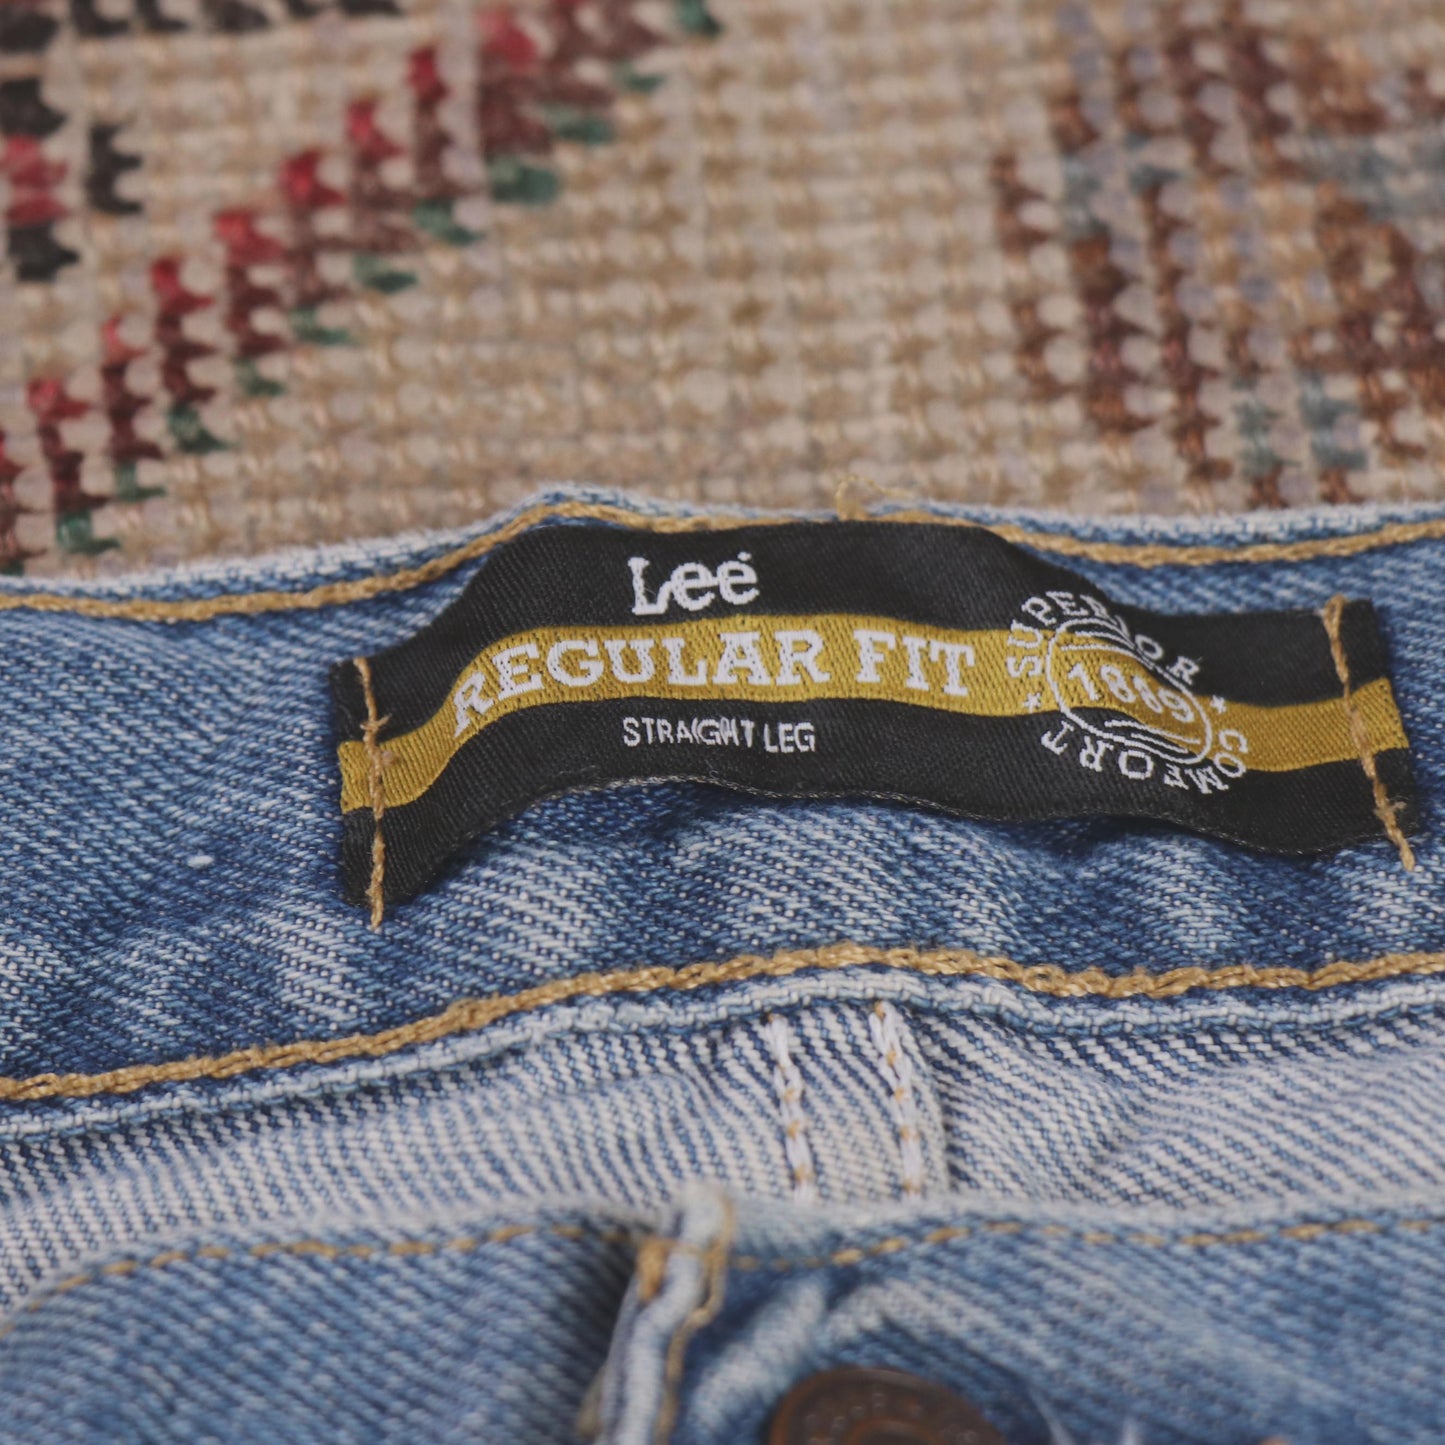 Lee
REGULAR FIT
STRAIGHT LEG
SUPERIOR
1889
COMFORT